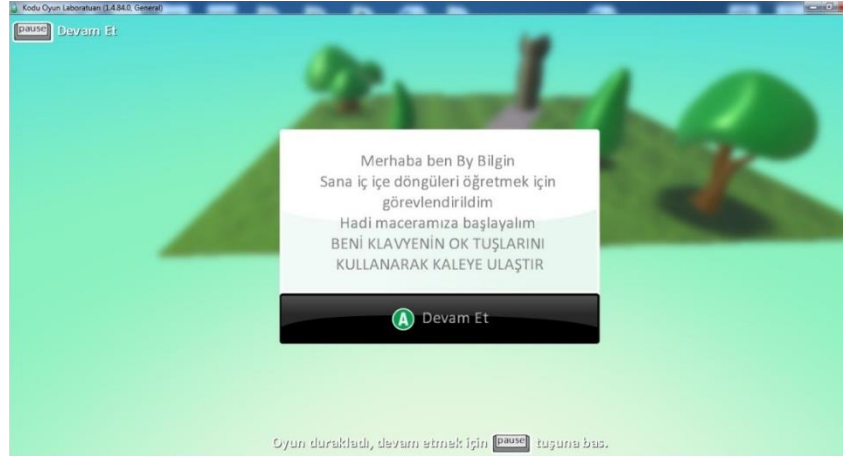 Kodu Oyun Laboratuarı (1.4.84.0, General)
pause Devam Et
Merhaba ben By Bilgin
Sana iç içe döngüleri öğretmek için
görevlendirildim
Hadi maceramıza başlayalım
BENİ KLAVYENİN OK TUŞLARINI
KULLANARAK KALEYE ULAŞTIR
A Devam Et
Oyun durakladı, devam etmek için pause tuşuna bas.